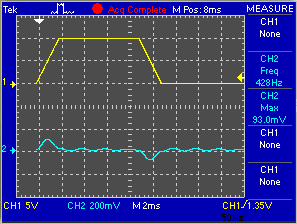 Tek Acq Complete M Pos: 8ms MEASURE
CH1
None
CH2
Freq
428Hz
CH2
Max
93.0mV
CH1
None
CH1
None
1
2
CH1 5V CH2 200mV M 2ms CH1 / 1.35V